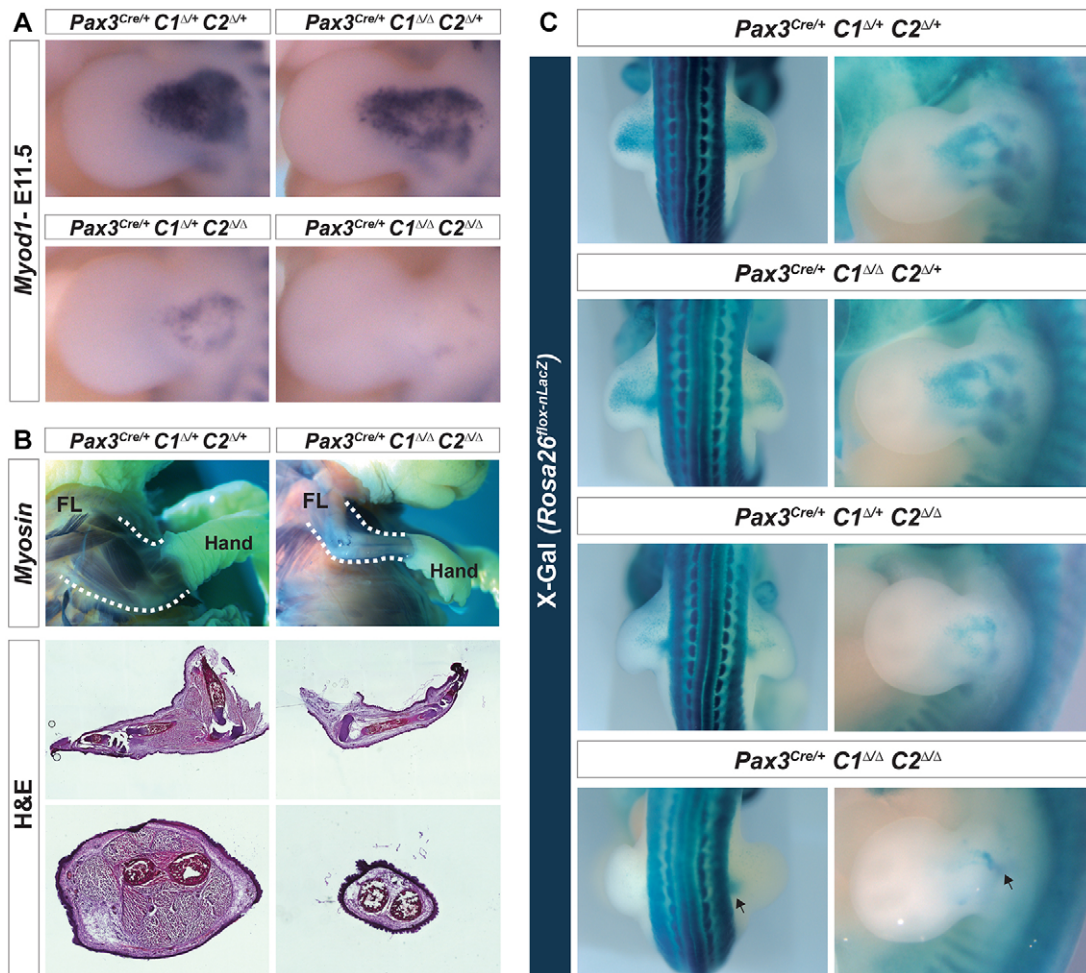 A
Pax3Cre/+ C1Δ/+ C2Δ/+
Pax3Cre/+ C1Δ/Δ C2Δ/+
Myod1- E11.5
Pax3Cre/+ C1Δ/+ C2Δ/Δ
Pax3Cre/+ C1Δ/Δ C2Δ/Δ
B
Pax3Cre/+ C1Δ/+ C2Δ/+
Pax3Cre/+ C1Δ/Δ C2Δ/Δ
Myosin
FL
Hand
FL
Hand
H&E
C
Pax3Cre/+ C1Δ/+ C2Δ/+
X-Gal (Rosa26flox-nLacZ)
Pax3Cre/+ C1Δ/Δ C2Δ/+
Pax3Cre/+ C1Δ/+ C2Δ/Δ
Pax3Cre/+ C1Δ/Δ C2Δ/Δ